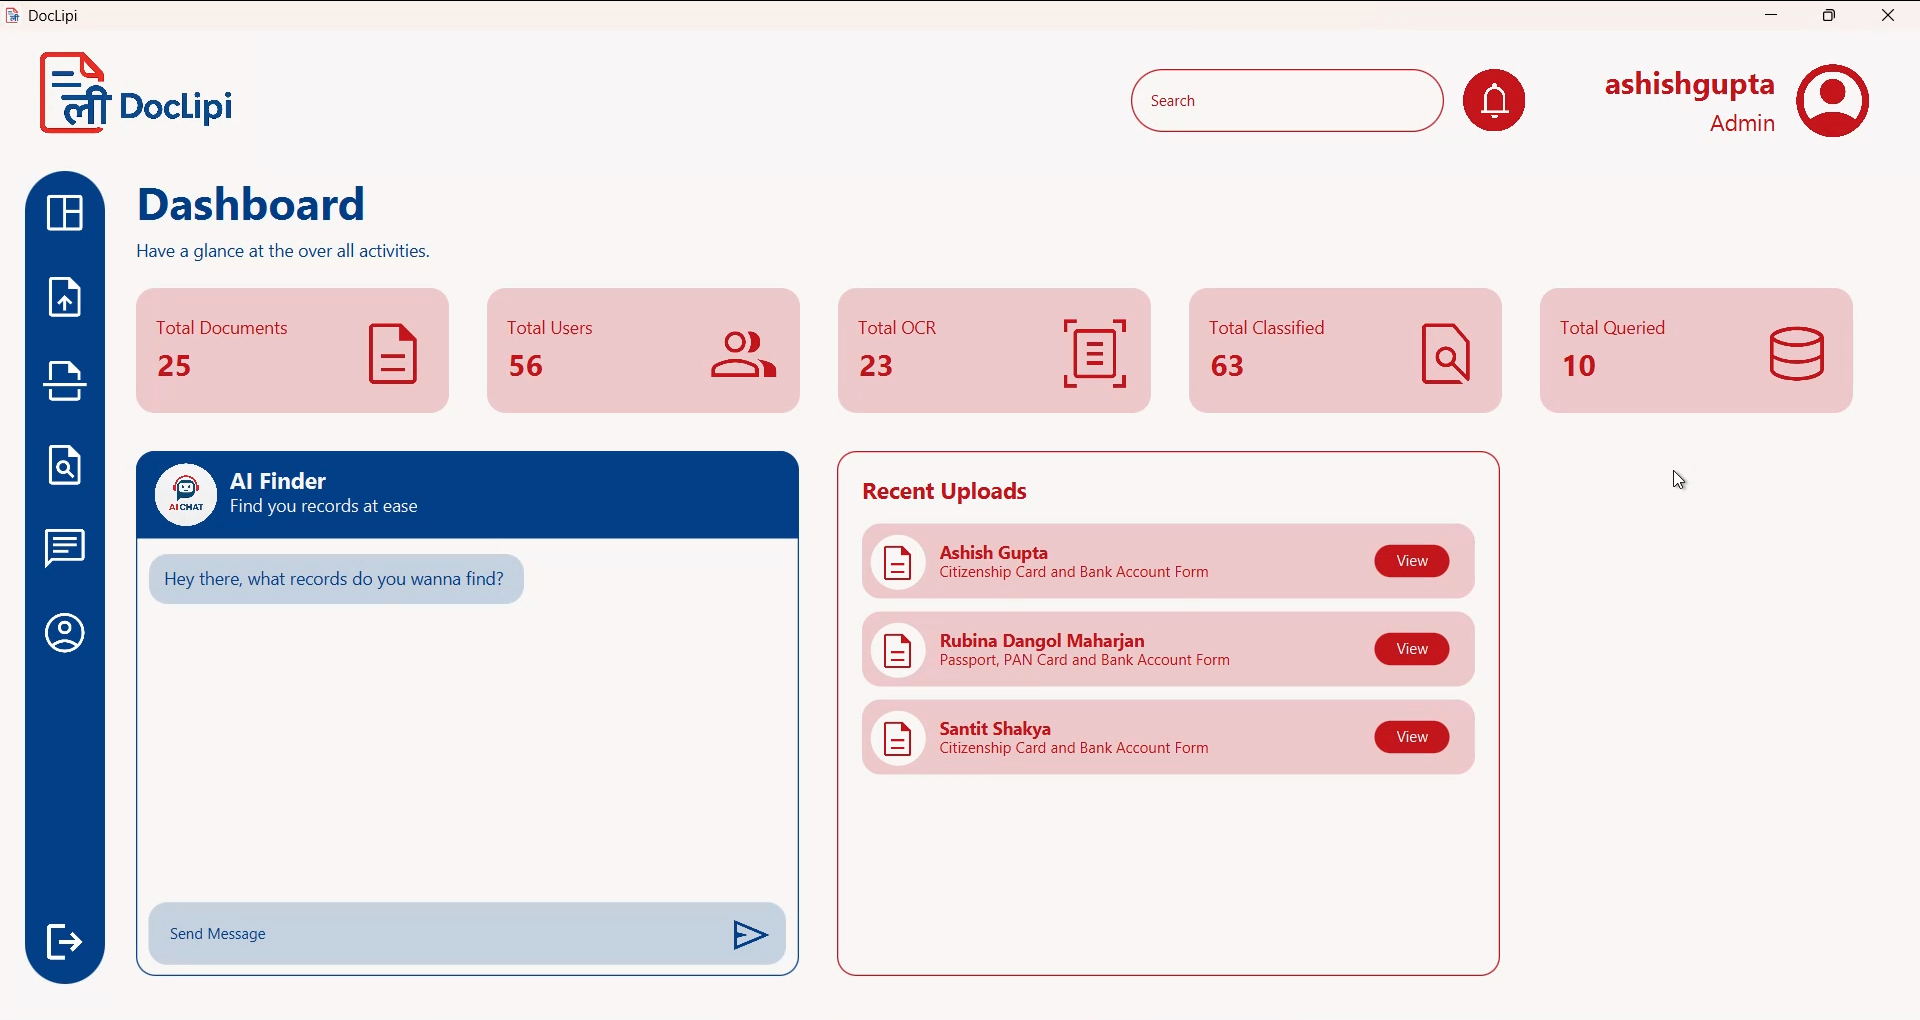 DocLipi
ली DocLipi
Search
ashishgupta
Admin
Dashboard
Have a glance at the over all activities.
Total Documents
25
Total Users
56
Total OCR
23
Total Classified
63
Total Queried
10
AI CHAT
AI Finder
Find you records at ease
Hey there, what records do you wanna find?
Send Message
Recent Uploads
Ashish Gupta
Citizenship Card and Bank Account Form
View
Rubina Dangol Maharjan
Passport, PAN Card and Bank Account Form
View
Santit Shakya
Citizenship Card and Bank Account Form
View